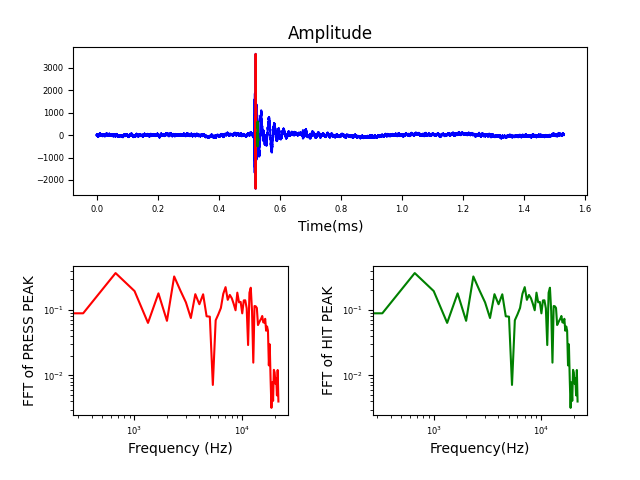 Amplitude
3000
2000
1000
0
−1000
−2000
0.0 0.2 0.4 0.6 0.8 1.0 1.2 1.4 1.6
Time(ms)
FFT of PRESS PEAK
10⁻¹
10⁻²
10³ 10⁴
Frequency (Hz)
FFT of HIT PEAK
10⁻¹
10⁻²
10³ 10⁴
Frequency(Hz)